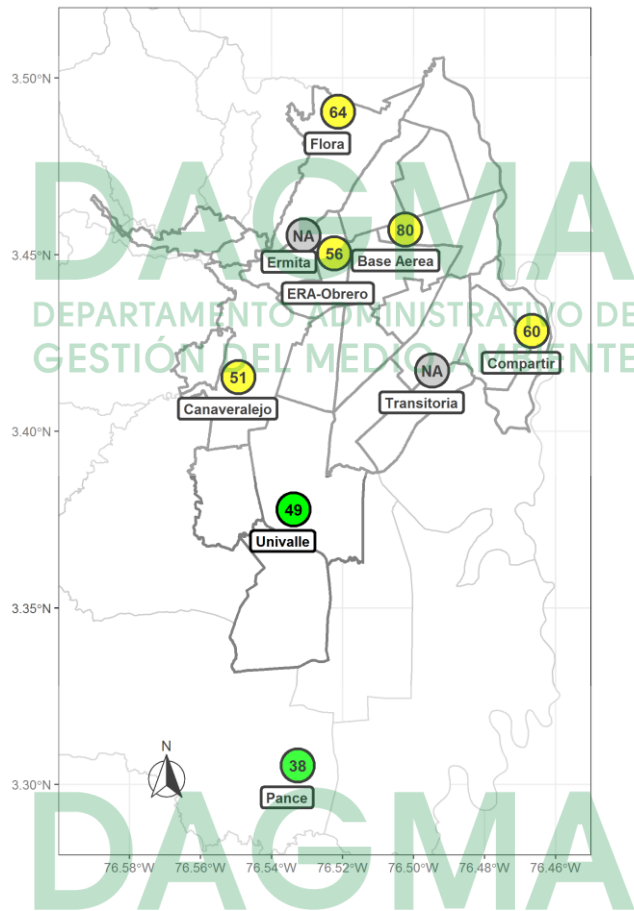 3.50°N
64
Flora
DAGMA
NA
80
Ermita
56
Base Aerea
3.45°N
ERA-Obrero
DEPARTAMENTO ADMINISTRATIVO DE
60
GESTIÓN DEL MEDIO AMBIENTE
Compartir
51
NA
Canaveralejo
Transitoria
3.40°N
49
Univalle
3.35°N
N
38
3.30°N
Pance
DAGMA
76.58°W 76.56°W 76.54°W 76.52°W 76.50°W 76.48°W 76.46°W